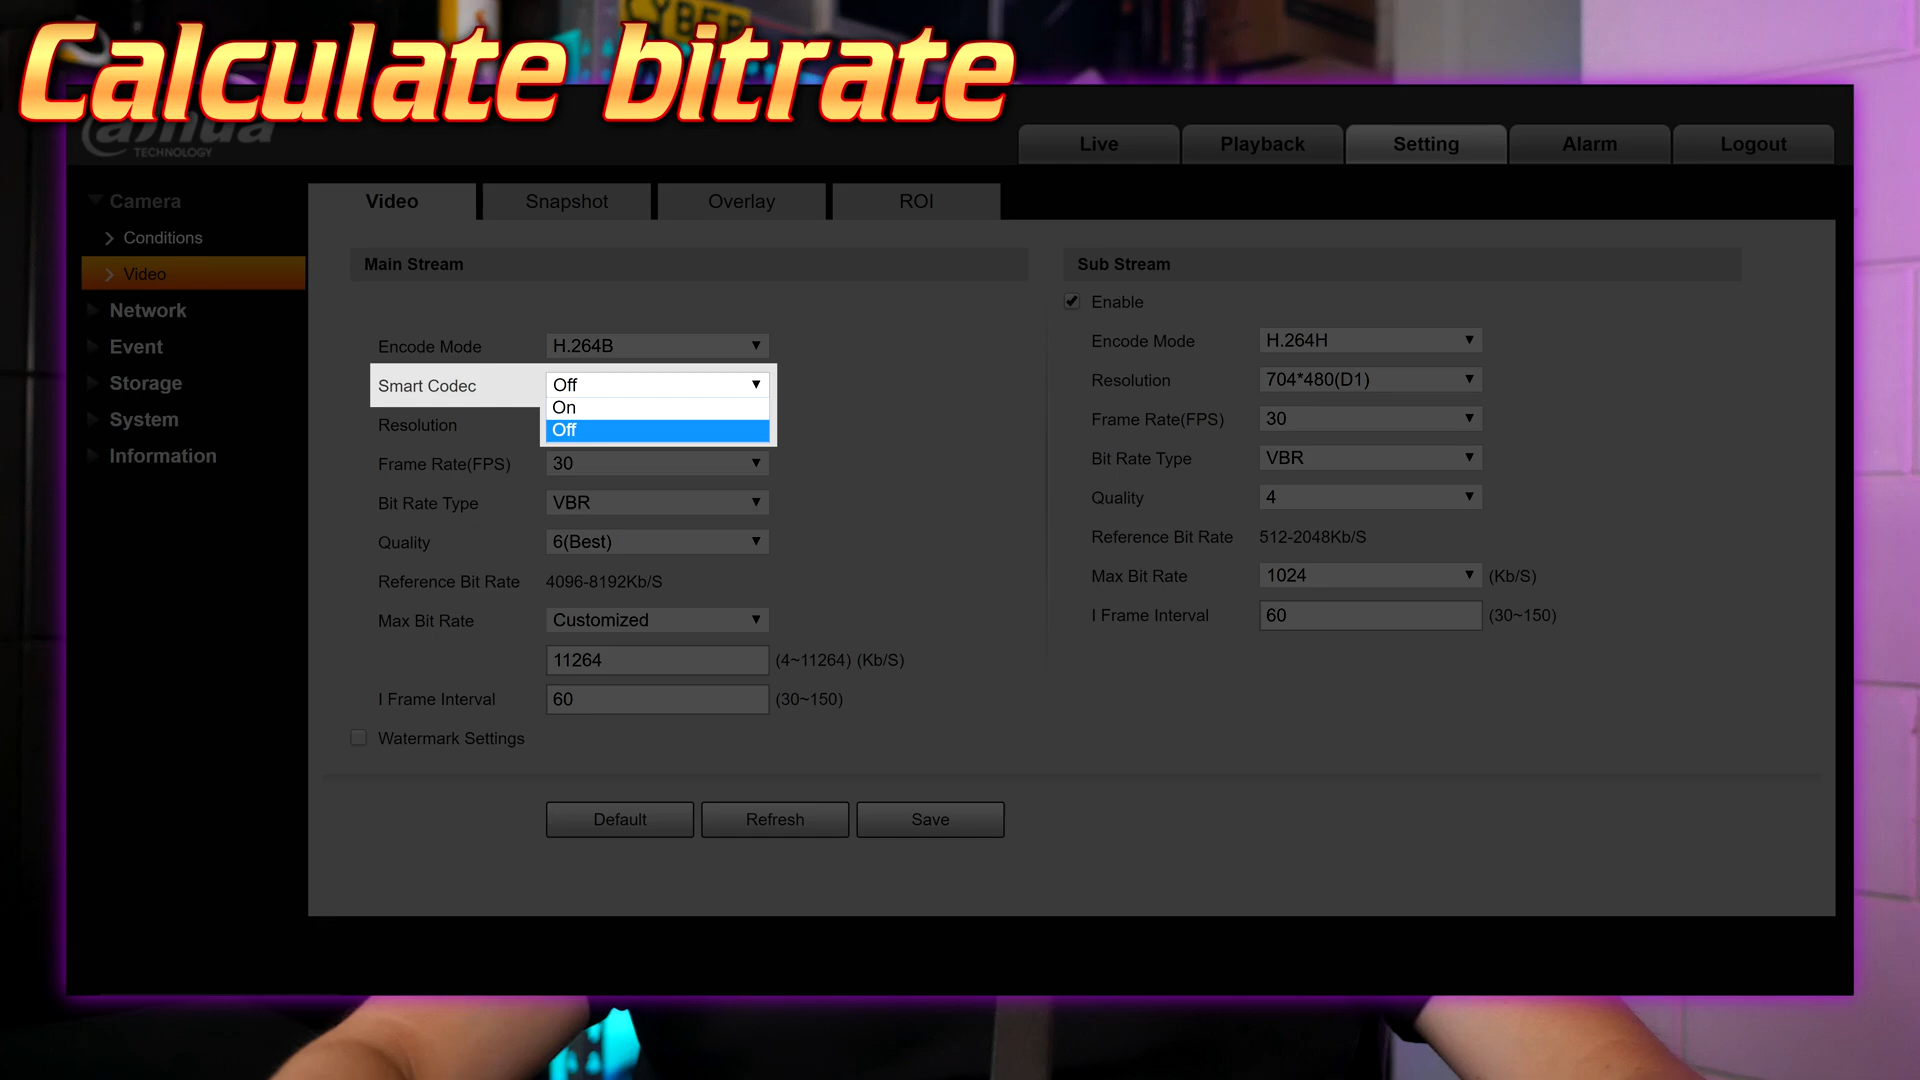 CYBER
Calculate bitrate
alhua
TECHNOLOGY
Live
Playback
Setting
Alarm
Logout
Camera
Conditions
Video
Network
Event
Storage
System
Information
Video
Snapshot
Overlay
ROI
Main Stream
Encode Mode H.264B
Smart Codec Off
On
Off
Resolution
Frame Rate(FPS) 30
Bit Rate Type VBR
Quality 6(Best)
Reference Bit Rate 4096-8192Kb/S
Max Bit Rate Customized
11264 (4~11264) (Kb/S)
I Frame Interval 60 (30~150)
Watermark Settings
Default
Refresh
Save
Sub Stream
Enable
Encode Mode H.264H
Resolution 704*480(D1)
Frame Rate(FPS) 30
Bit Rate Type VBR
Quality 4
Reference Bit Rate 512-2048Kb/S
Max Bit Rate 1024 (Kb/S)
I Frame Interval 60 (30~150)